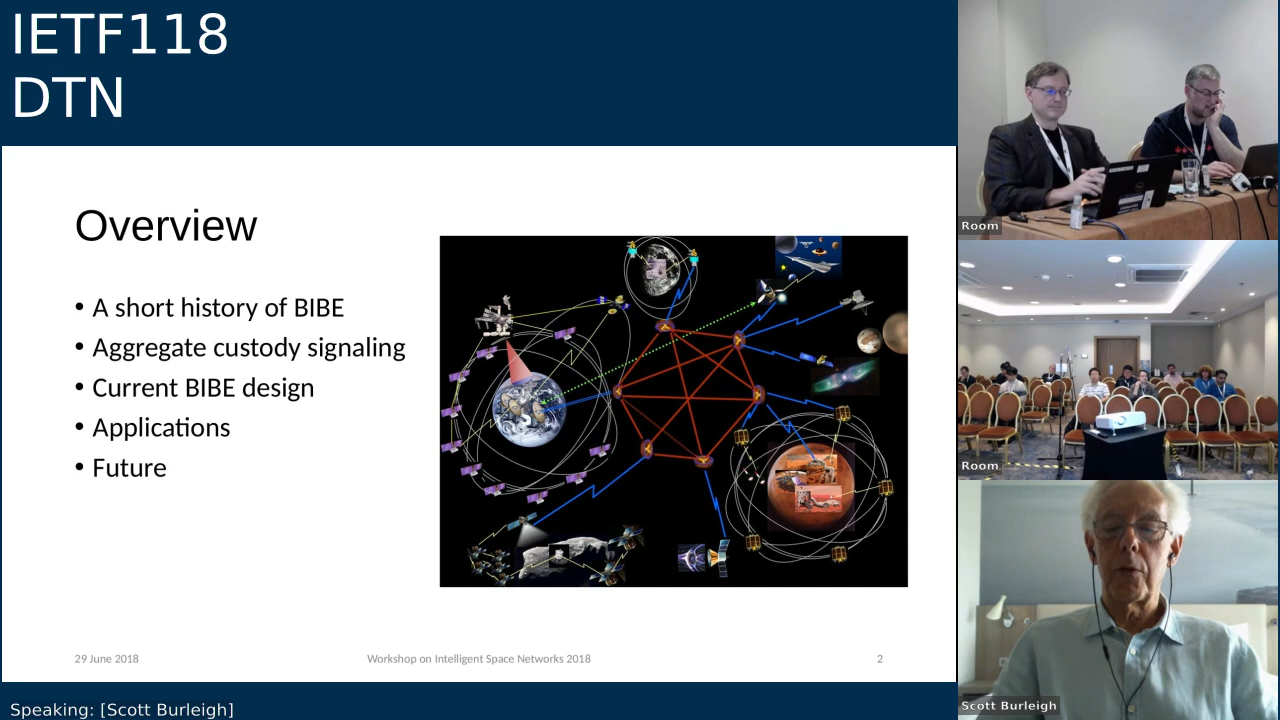 IETF118
DTN
Overview
• A short history of BIBE
• Aggregate custody signaling
• Current BIBE design
• Applications
• Future
29 June 2018
Workshop on Intelligent Space Networks 2018
2
Speaking: [Scott Burleigh]
Room
Room
Scott Burleigh